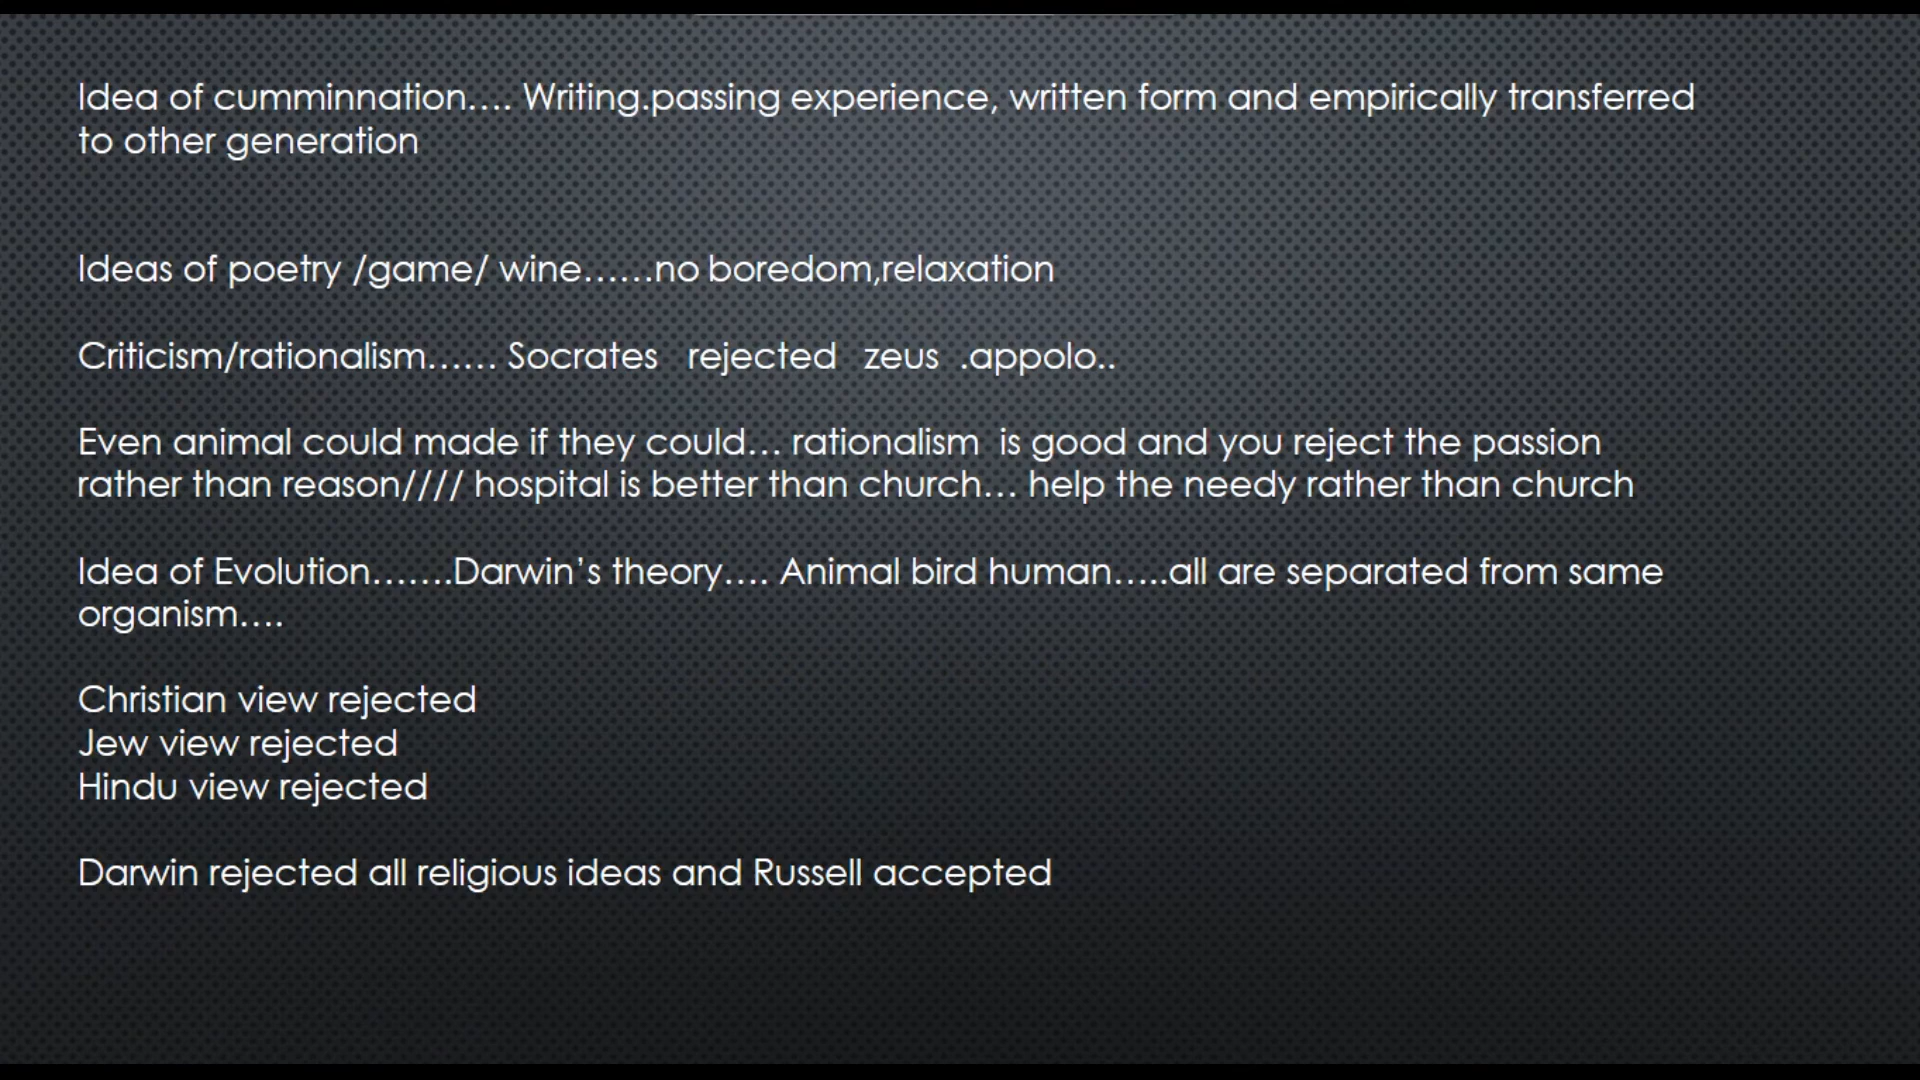 Idea of cumminnation.... Writing.passing experience, written form and empirically transferred
to other generation
Ideas of poetry /game/ wine......no boredom,relaxation
Criticism/rationalism...... Socrates rejected zeus .appolo..
Even animal could made if they could... rationalism is good and you reject the passion
rather than reason//// hospital is better than church... help the needy rather than church
Idea of Evolution.......Darwin's theory.... Animal bird human.....all are separated from same
organism....
Christian view rejected
Jew view rejected
Hindu view rejected
Darwin rejected all religious ideas and Russell accepted